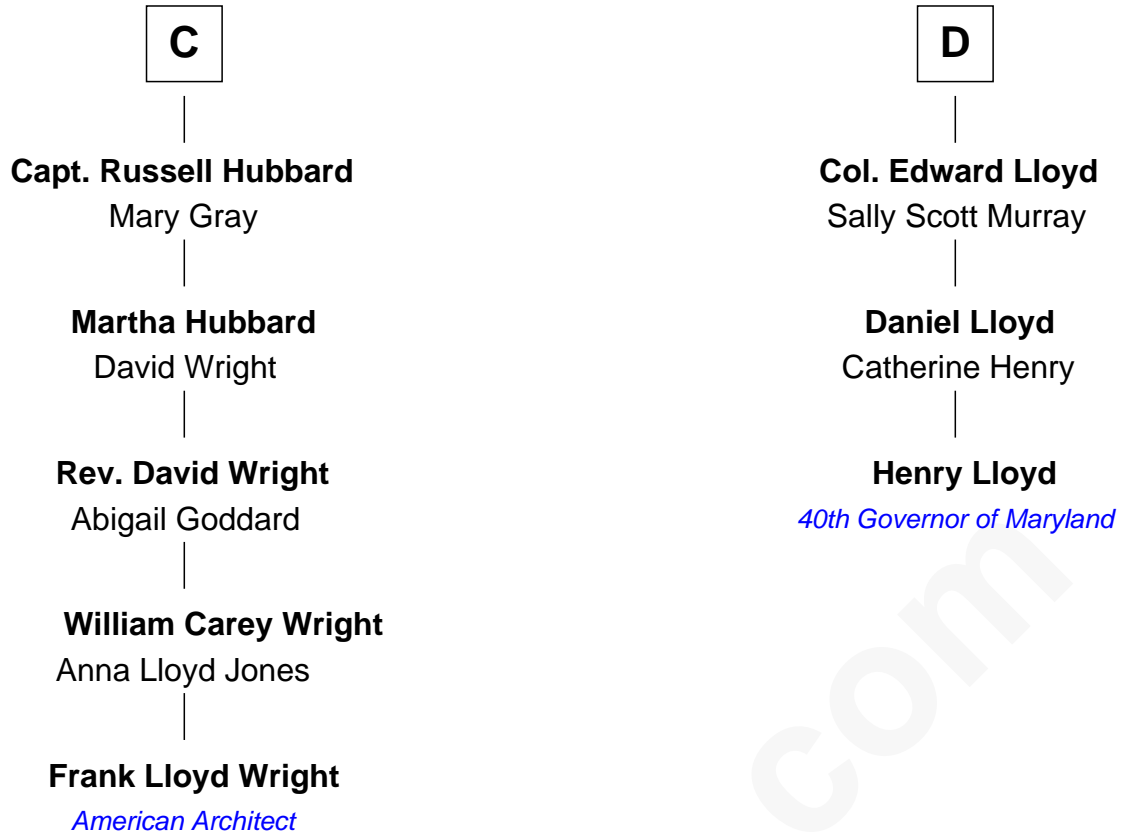 C
Capt. Russell Hubbard
Mary Gray
Martha Hubbard
David Wright
Rev. David Wright
Abigail Goddard
William Carey Wright
Anna Lloyd Jones
Frank Lloyd Wright
American Architect
D
Col. Edward Lloyd
Sally Scott Murray
Daniel Lloyd
Catherine Henry
Henry Lloyd
40th Governor of Maryland
com